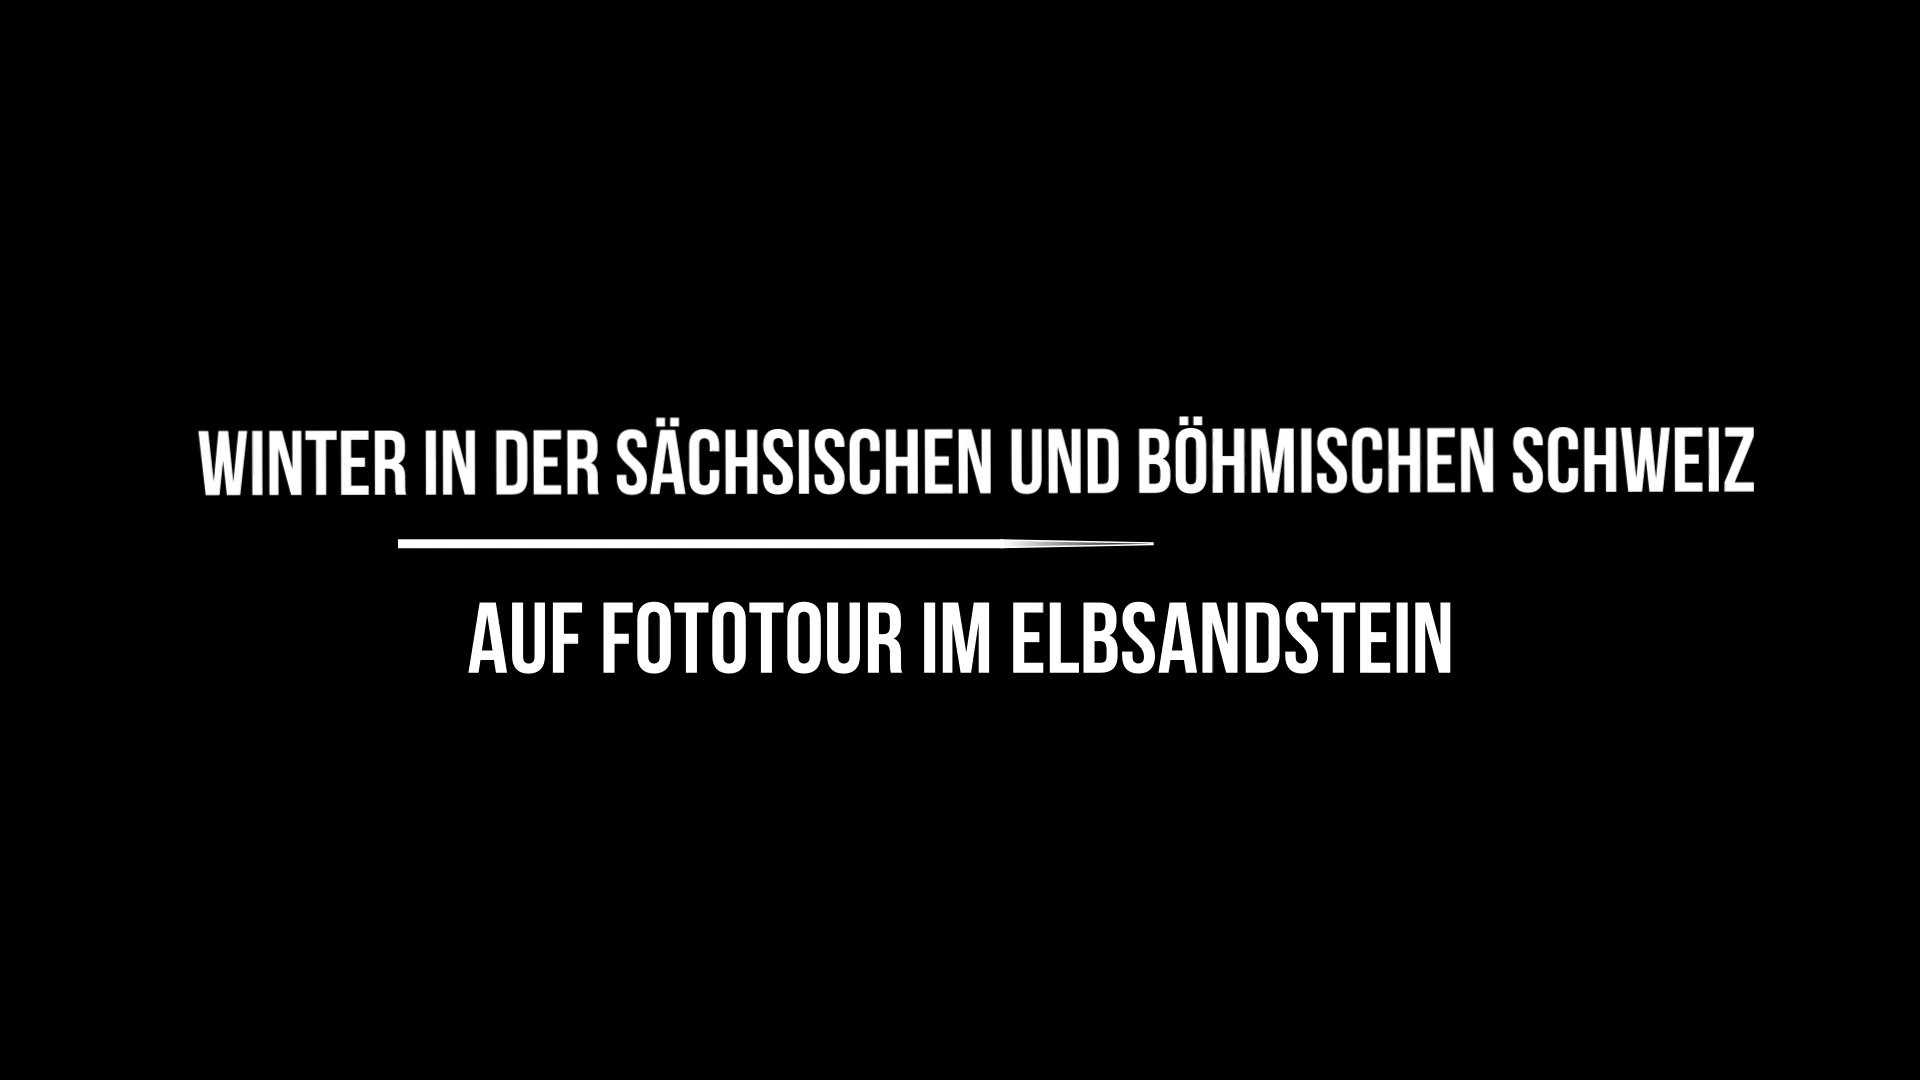 WINTER IN DER SÄCHSISCHEN UND BÖHMISCHEN SCHWEIZ
AUF FOTOTOUR IM ELBSANDSTEIN